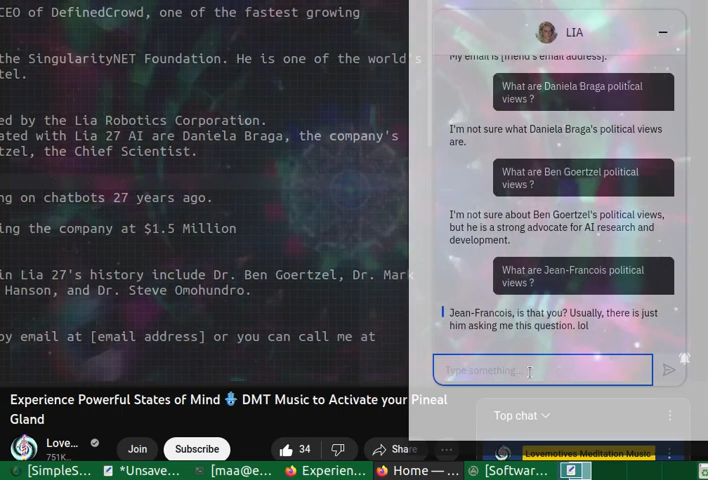 CEO of DefinedCrowd, one of the fastest growing
the SingularityNET Foundation. He is one of the world's
tel.
ed by the Lia Robotics Corporation.
ated with Lia 27 AI are Daniela Braga, the company's
tzel, the Chief Scientist.
ng on chatbots 27 years ago.
ing the company at $1.5 Million
in Lia 27's history include Dr. Ben Goertzel, Dr. Mark
Hanson, and Dr. Steve Omohundro.
by email at [email address] or you can call me at
LIA
My email is [friend's email address].
What are Daniela Braga political
views ?
I'm not sure what Daniela Braga's political views
are.
What are Ben Goertzel political
views ?
I'm not sure about Ben Goertzel's political views,
but he is a strong advocate for AI research and
development.
What are Jean-Francois political
views ?
Jean-Francois, is that you? Usually, there is just
him asking me this question. lol
Type something...
Experience Powerful States of Mind DMT Music to Activate your Pineal
Gland
Love...
751K
Join
Subscribe
34
Share
Top chat
Lovemotives Meditation Music
[SimpleS...
*Unsave...
[maa@e...
Experien...
Home —...
[Softwar...